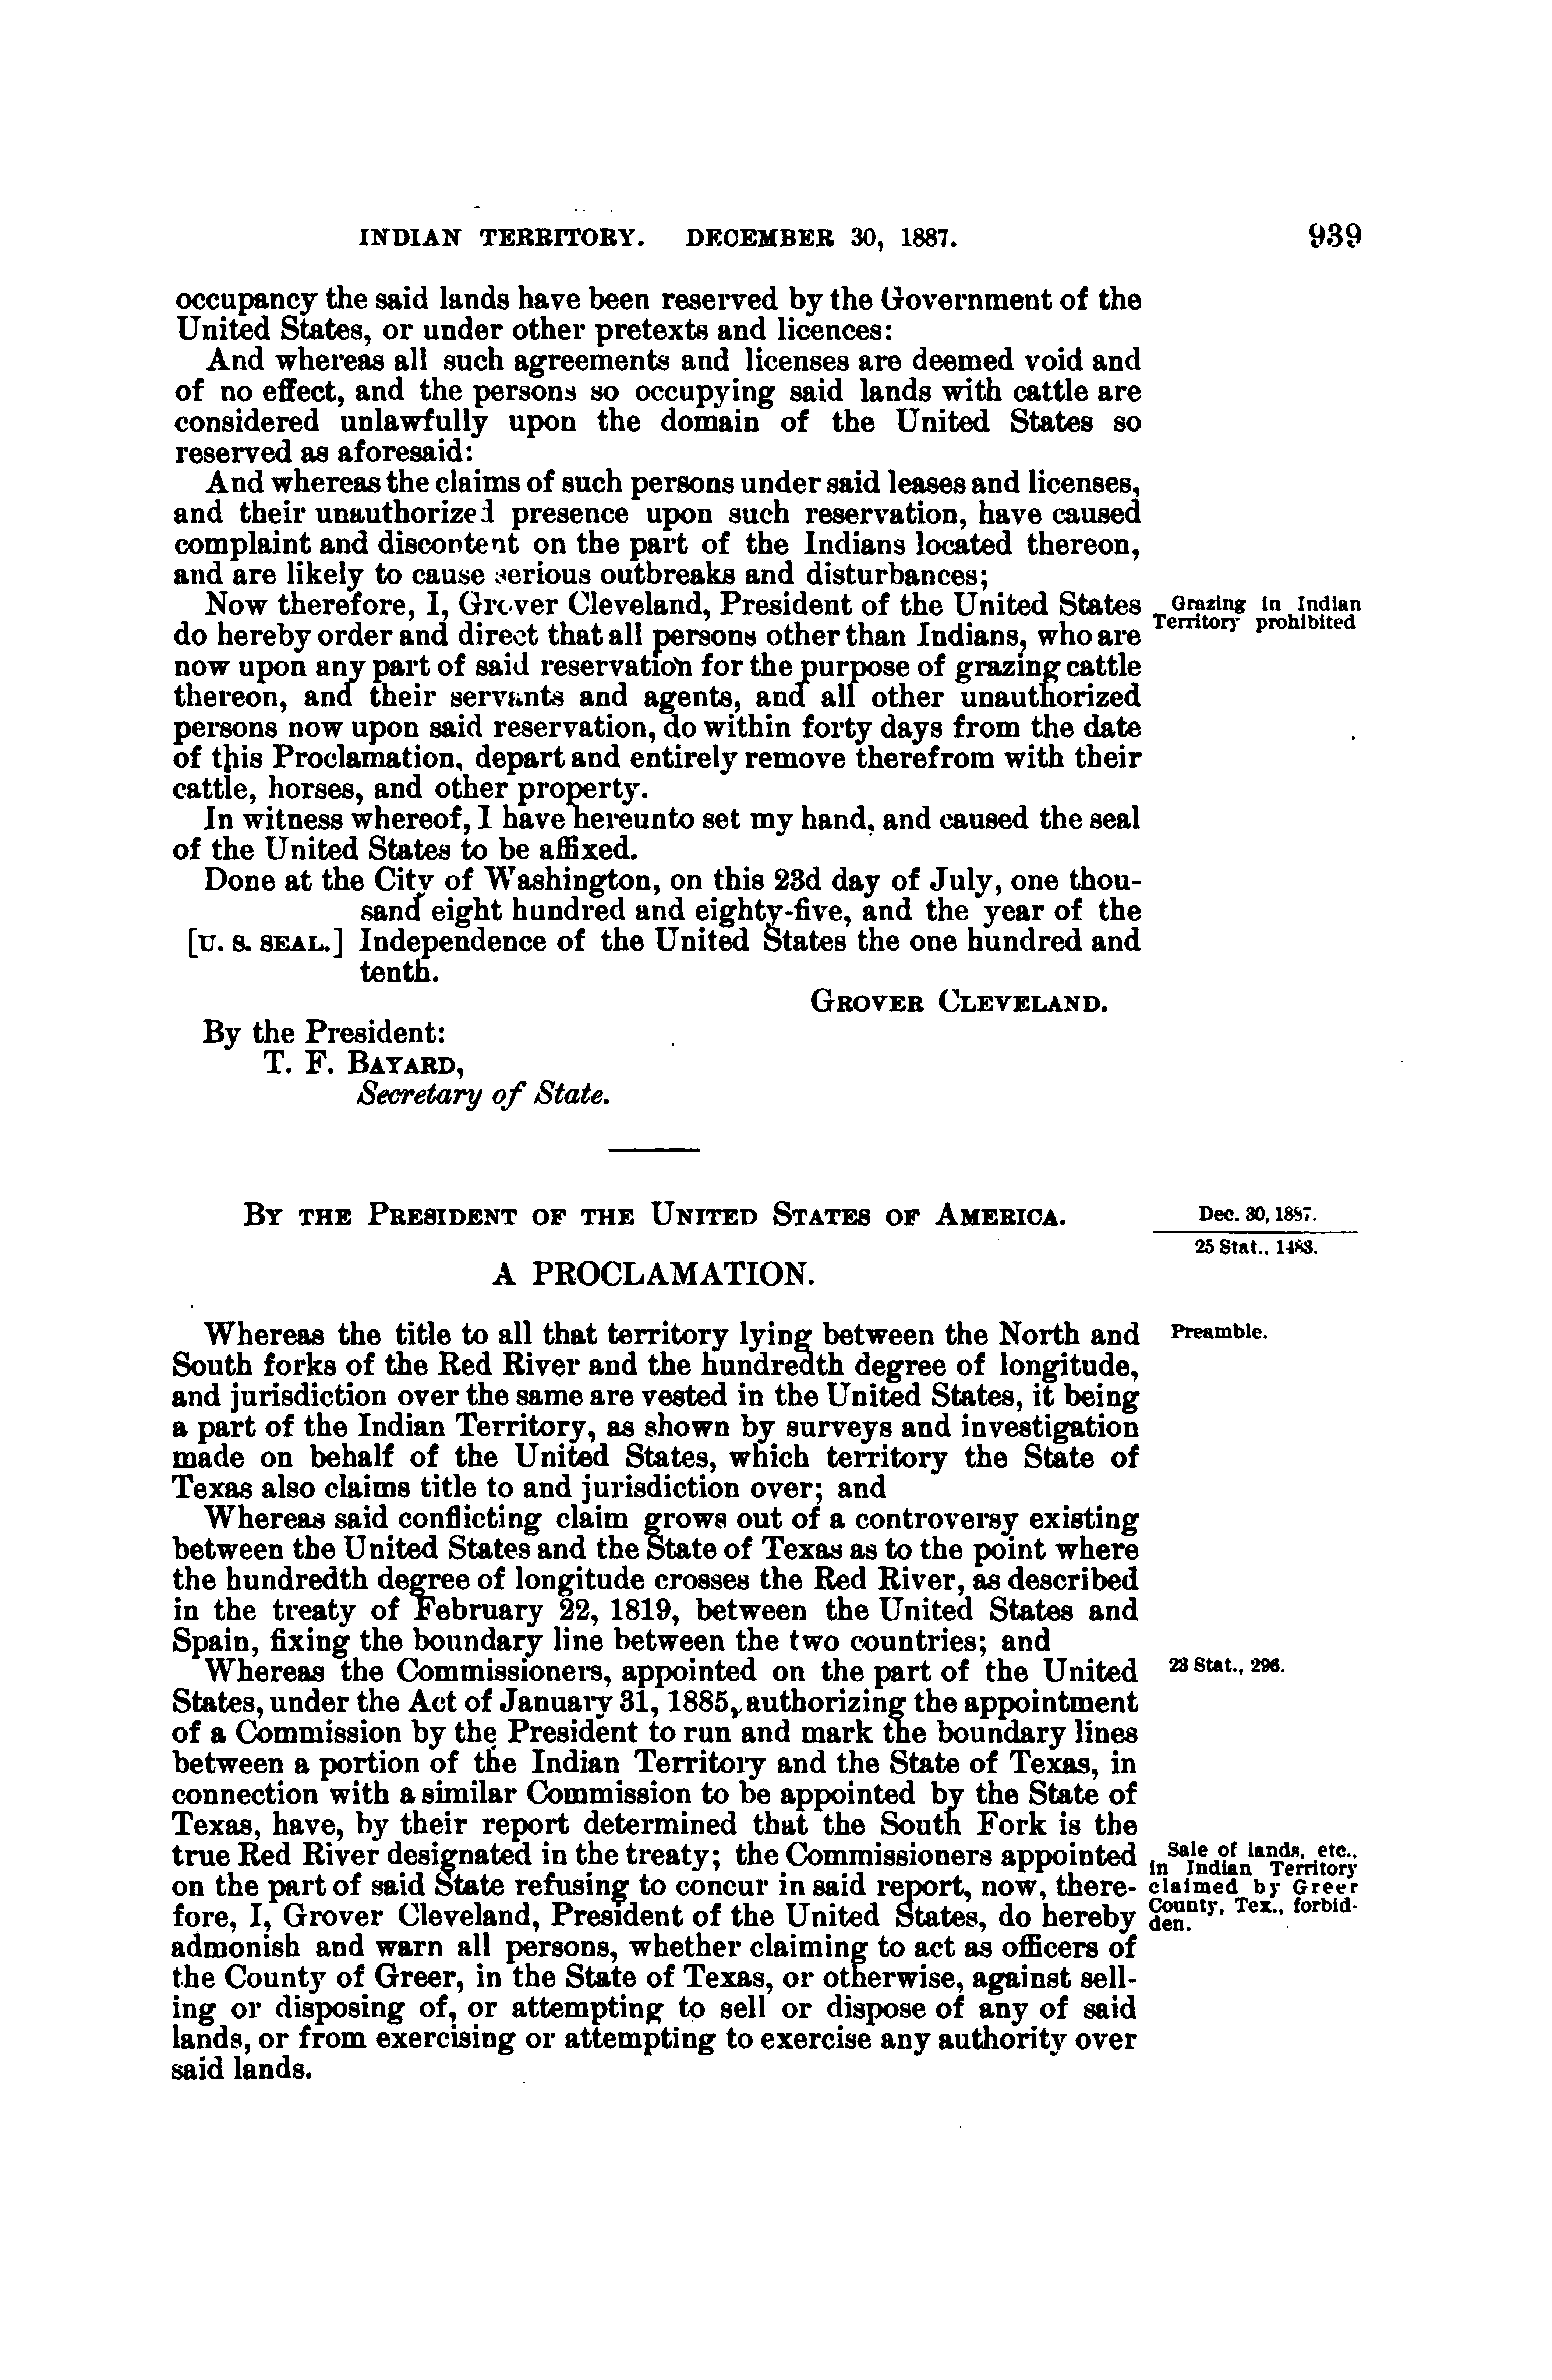 INDIAN TERRITORY. DECEMBER 30, 1887. 939
occupancy the said lands have been reserved by the Government of the
United States, or under other pretexts and licences:
And whereas all such agreements and licenses are deemed void and
of no effect, and the persons so occupying said lands with cattle are
considered unlawfully upon the domain of the United States so
reserved as aforesaid:
And whereas the claims of such persons under said leases and licenses,
and their unauthorized presence upon such reservation, have caused
complaint and discontent on the part of the Indians located thereon,
and are likely to cause serious outbreaks and disturbances;
Now therefore, I, Grover Cleveland, President of the United States
do hereby order and direct that all persons other than Indians, who are
now upon any part of said reservation for the purpose of grazing cattle
thereon, and their servants and agents, and all other unauthorized
persons now upon said reservation, do within forty days from the date
of this Proclamation, depart and entirely remove therefrom with their
cattle, horses, and other property.
Grazing in Indian
Territory prohibited
In witness whereof, I have hereunto set my hand, and caused the seal
of the United States to be affixed.
Done at the City of Washington, on this 23d day of July, one thou-
sand eight hundred and eighty-five, and the year of the
[U. S. SEAL.] Independence of the United States the one hundred and
tenth.
GROVER CLEVELAND.
By the President:
T. F. BAYARD,
Secretary of State.
BY THE PRESIDENT OF THE UNITED STATES OF AMERICA.
Dec. 30, 1887.
25 Stat., 1483.
A PROCLAMATION.
Whereas the title to all that territory lying between the North and
South forks of the Red River and the hundredth degree of longitude,
and jurisdiction over the same are vested in the United States, it being
a part of the Indian Territory, as shown by surveys and investigation
made on behalf of the United States, which territory the State of
Texas also claims title to and jurisdiction over; and
Preamble.
Whereas said conflicting claim grows out of a controversy existing
between the United States and the State of Texas as to the point where
the hundredth degree of longitude crosses the Red River, as described
in the treaty of February 22, 1819, between the United States and
Spain, fixing the boundary line between the two countries; and
Whereas the Commissioners, appointed on the part of the United
States, under the Act of January 31, 1885, authorizing the appointment
of a Commission by the President to run and mark the boundary lines
between a portion of the Indian Territory and the State of Texas, in
connection with a similar Commission to be appointed by the State of
Texas, have, by their report determined that the South Fork is the
true Red River designated in the treaty; the Commissioners appointed
on the part of said State refusing to concur in said report, now, there-
fore, I, Grover Cleveland, President of the United States, do hereby
admonish and warn all persons, whether claiming to act as officers of
the County of Greer, in the State of Texas, or otherwise, against sell-
ing or disposing of, or attempting to sell or dispose of any of said
lands, or from exercising or attempting to exercise any authority over
said lands.
23 Stat., 296.
Sale of lands, etc.,
in Indian Territory
claimed by Greer
County, Tex., forbid-
den.